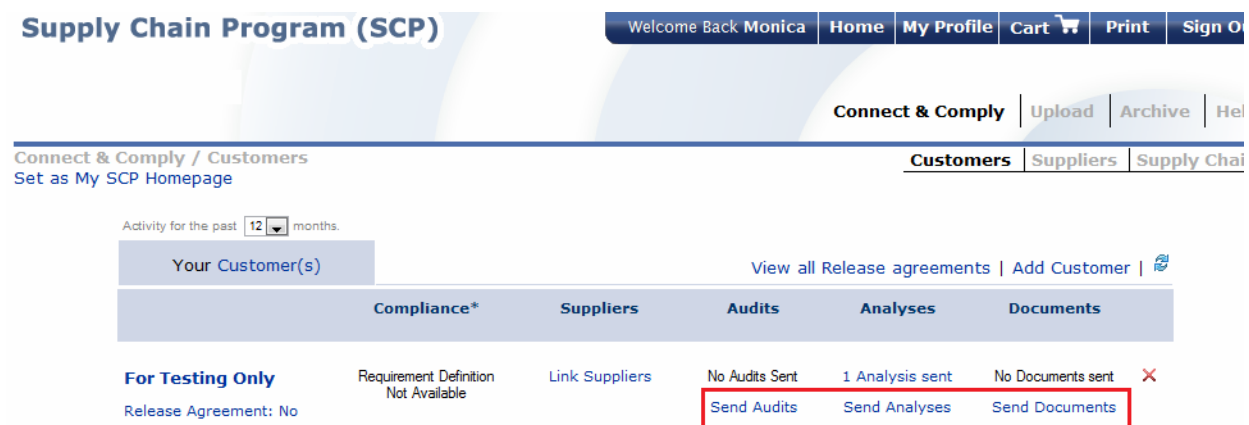 Supply Chain Program (SCP)
Welcome Back Monica Home My Profile Cart Print Sign
Connect & Comply Upload Archive
Connect & Comply / Customers
Customers Suppliers Supply
Set as My SCP Homepage
Activity for the past 12 months.
Your Customer(s)
View all Release agreements | Add Customer |
Compliance* Suppliers Audits Analyses Documents
For Testing Only Requirement Definition Link Suppliers No Audits Sent 1 Analysis sent No Documents sent
Not Available
Release Agreement: No Send Audits Send Analyses Send Documents